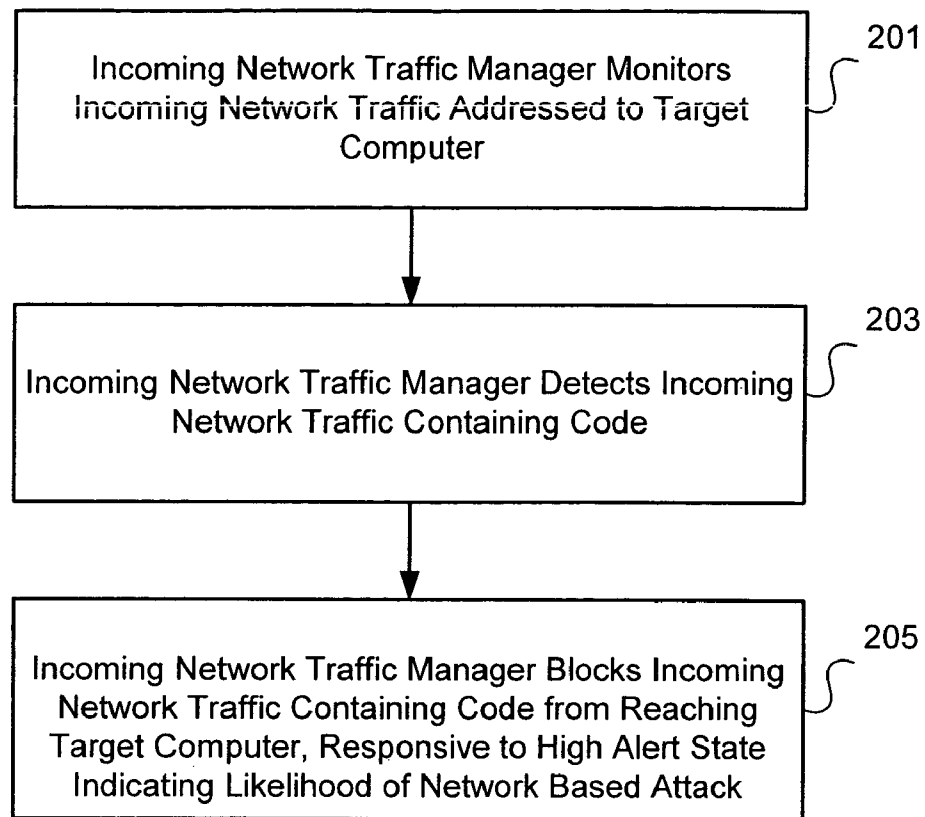 201
Incoming Network Traffic Manager Monitors
Incoming Network Traffic Addressed to Target
Computer
203
Incoming Network Traffic Manager Detects Incoming
Network Traffic Containing Code
205
Incoming Network Traffic Manager Blocks Incoming
Network Traffic Containing Code from Reaching
Target Computer, Responsive to High Alert State
Indicating Likelihood of Network Based Attack